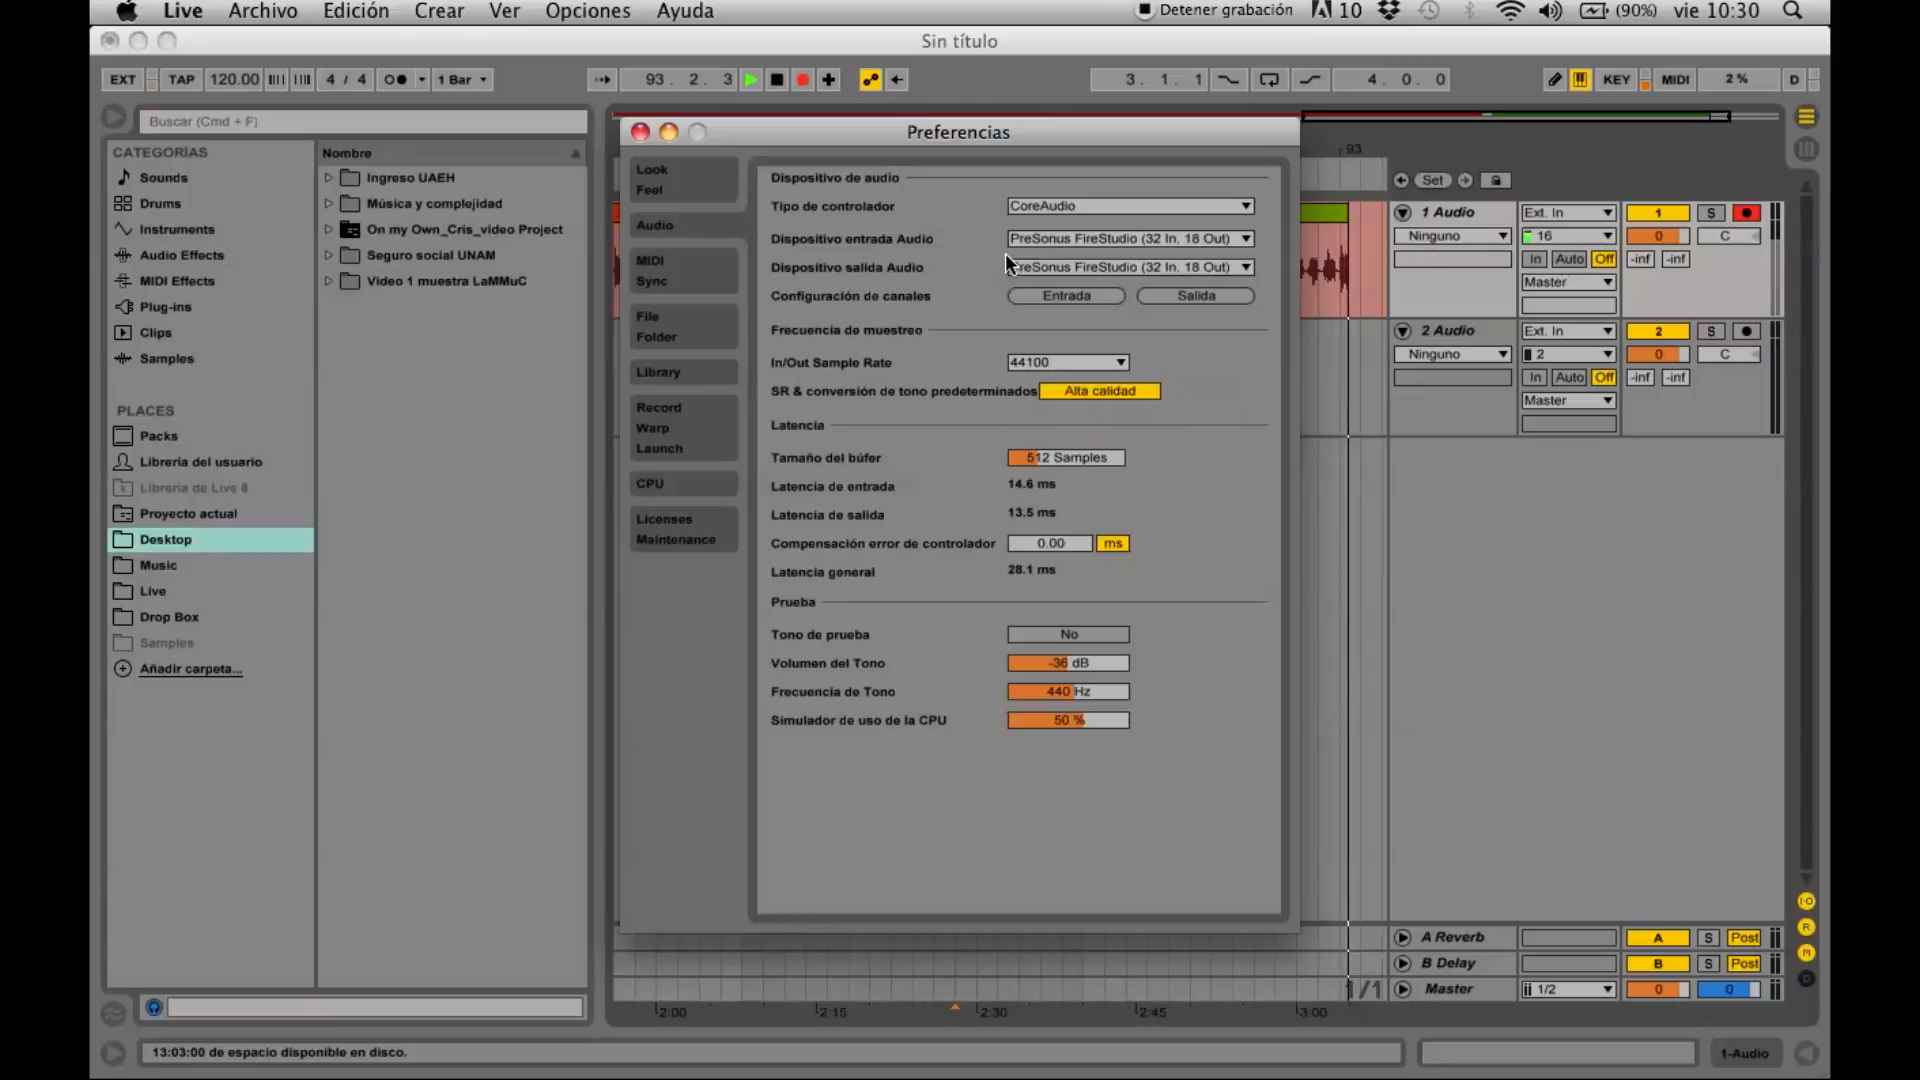 Live Archivo Edición Crear Ver Opciones Ayuda Detener grabación 10 (90%) vie 10:30
Sin título
EXT TAP 120.00 4 / 4 1 Bar 93. 2. 3 3. 1. 1 4. 0. 0 KEY MIDI 2 % D
Buscar (Cmd + F)
CATEGORÍAS
Sounds
Drums
Instruments
Audio Effects
MIDI Effects
Plug-ins
Clips
Samples
PLACES
Packs
Librería del usuario
Librería de Live 8
Proyecto actual
Desktop
Music
Live
Drop Box
Samples
Añadir carpeta...
Nombre
Ingreso UAEH
Música y complejidad
On my Own_Cris_video Project
Seguro social UNAM
Video 1 muestra LaMMuC
Preferencias
Look
Feel
Audio
MIDI
Sync
File
Folder
Library
Record
Warp
Launch
CPU
Licenses
Maintenance
Dispositivo de audio
Tipo de controlador CoreAudio
Dispositivo entrada Audio PreSonus FireStudio (32 In, 18 Out)
Dispositivo salida Audio PreSonus FireStudio (32 In, 18 Out)
Configuración de canales Entrada Salida
Frecuencia de muestreo
In/Out Sample Rate 44100
SR & conversión de tono predeterminados Alta calidad
Latencia
Tamaño del búfer 512 Samples
Latencia de entrada 14.6 ms
Latencia de salida 13.5 ms
Compensación error de controlador 0.00 ms
Latencia general 28.1 ms
Prueba
Tono de prueba No
Volumen del Tono -36 dB
Frecuencia de Tono 440 Hz
Simulador de uso de la CPU 50 %
93
Set
1 Audio Ext. In 1 S
Ninguno 16 0 C
In Auto Off -inf -inf
Master
2 Audio Ext. In 2 S
Ninguno 2 0 C
In Auto Off -inf -inf
Master
A Reverb A S Post
B Delay B S Post
1/1 Master 1/2 0 0
2:00 2:15 2:30 2:45 3:00
I·O
R
M
D
13:03:00 de espacio disponible en disco.
1-Audio